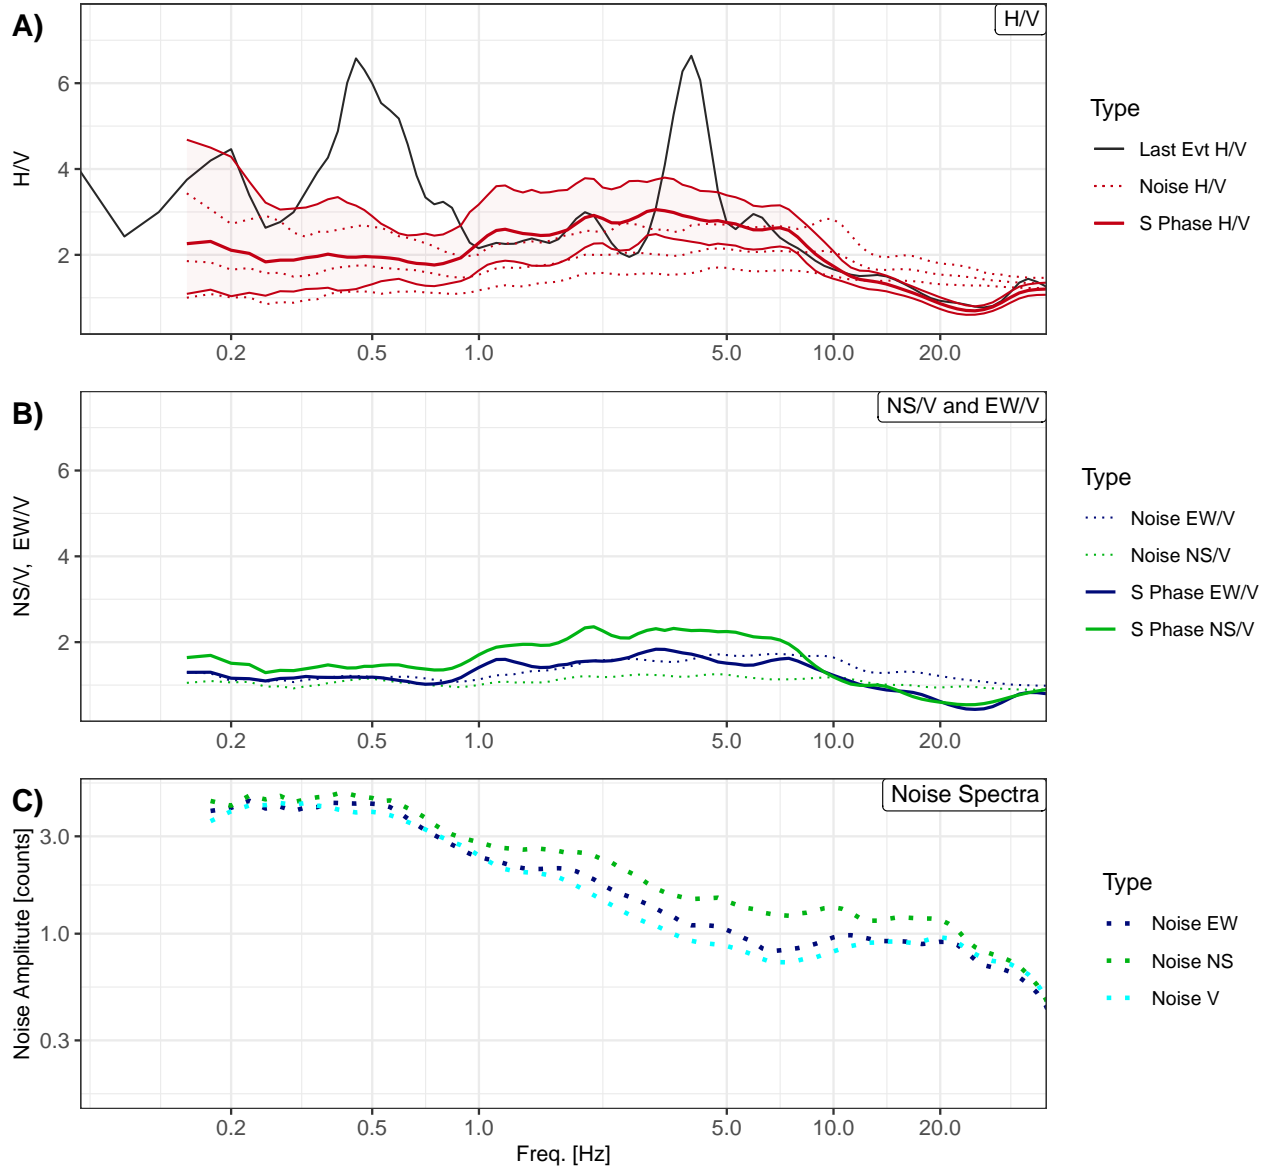 A)
H/V
6
4
2
H/V
0.2 0.5 1.0 5.0 10.0 20.0
Type
Last Evt H/V
Noise H/V
S Phase H/V
B)
NS/V and EW/V
6
4
2
NS/V, EW/V
0.2 0.5 1.0 5.0 10.0 20.0
Type
Noise EW/V
Noise NS/V
S Phase EW/V
S Phase NS/V
C)
Noise Spectra
3.0
1.0
0.3
Noise Amplitute [counts]
0.2 0.5 1.0 5.0 10.0 20.0
Freq. [Hz]
Type
Noise EW
Noise NS
Noise V